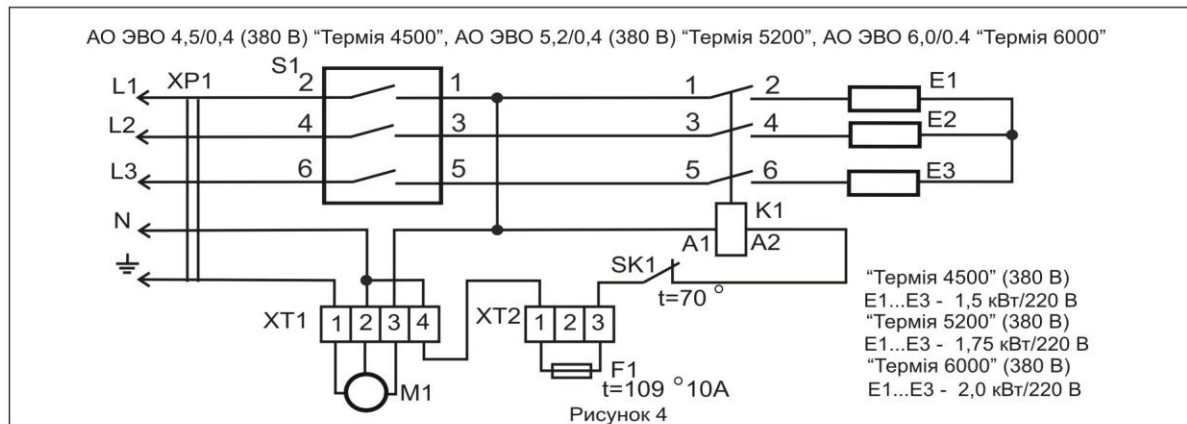 АО ЭВО 4,5/0,4 (380 В) “Термія 4500”, АО ЭВО 5,2/0,4 (380 В) “Термія 5200”, АО ЭВО 6,0/0.4 “Термія 6000”
L1 XP1 2 S1 1 1 2 E1
L2 4 3 3 4 E2
L3 6 5 5 6 E3
N K1
A1 A2
SK1
t=70 °
XT1 1 2 3 4 XT2 1 2 3
M1 F1
t=109 °10A
“Термія 4500” (380 В)
E1...E3 - 1,5 кВт/220 В
“Термія 5200” (380 В)
E1...E3 - 1,75 кВт/220 В
“Термія 6000” (380 В)
E1...E3 - 2,0 кВт/220 В
Рисунок 4